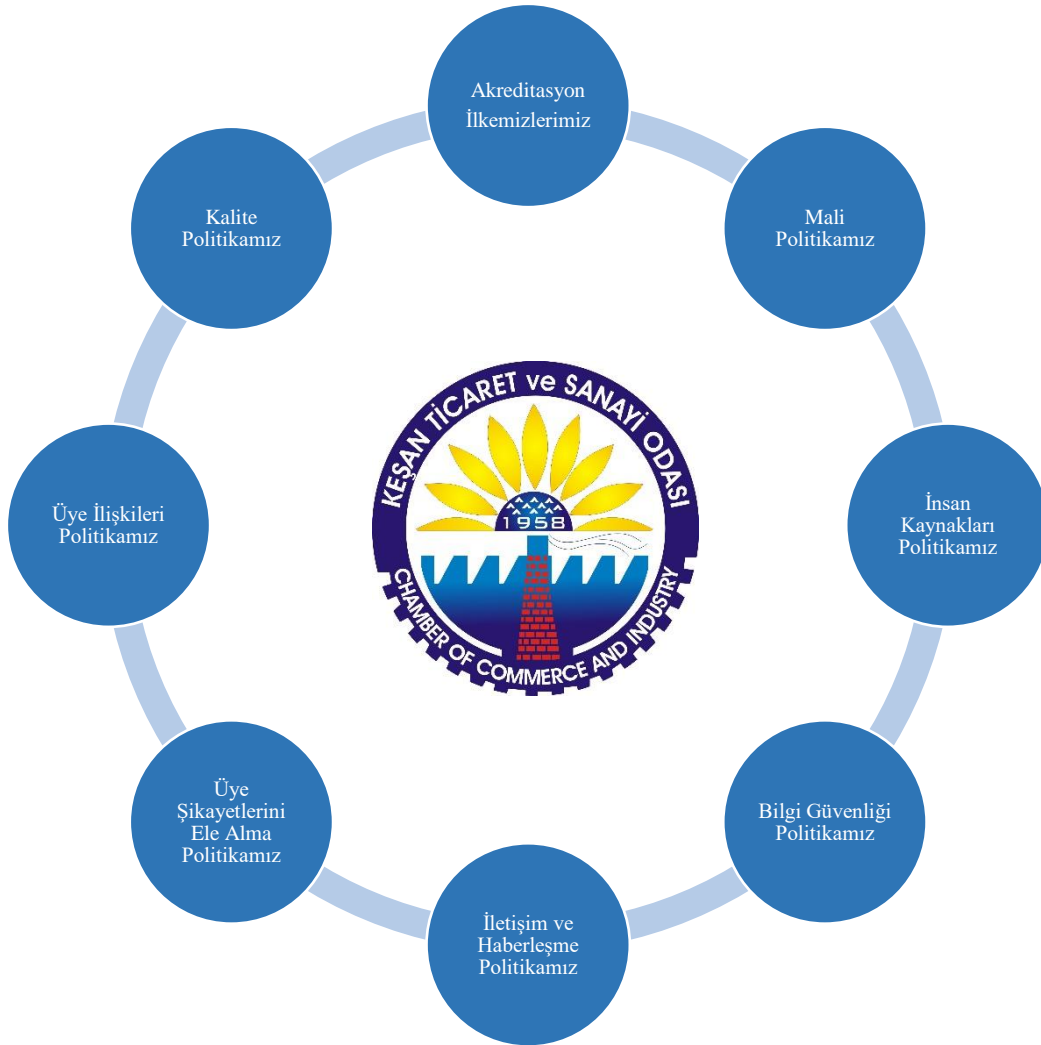 Akreditasyon
İlkemizlerimiz
Mali
Politikamız
İnsan
Kaynakları
Politikamız
Bilgi Güvenliği
Politikamız
İletişim ve
Haberleşme
Politikamız
Üye
Şikayetlerini
Ele Alma
Politikamız
Üye İlişkileri
Politikamız
Kalite
Politikamız
KEŞAN TİCARET ve SANAYİ ODASI
1958
CHAMBER OF COMMERCE AND INDUSTRY